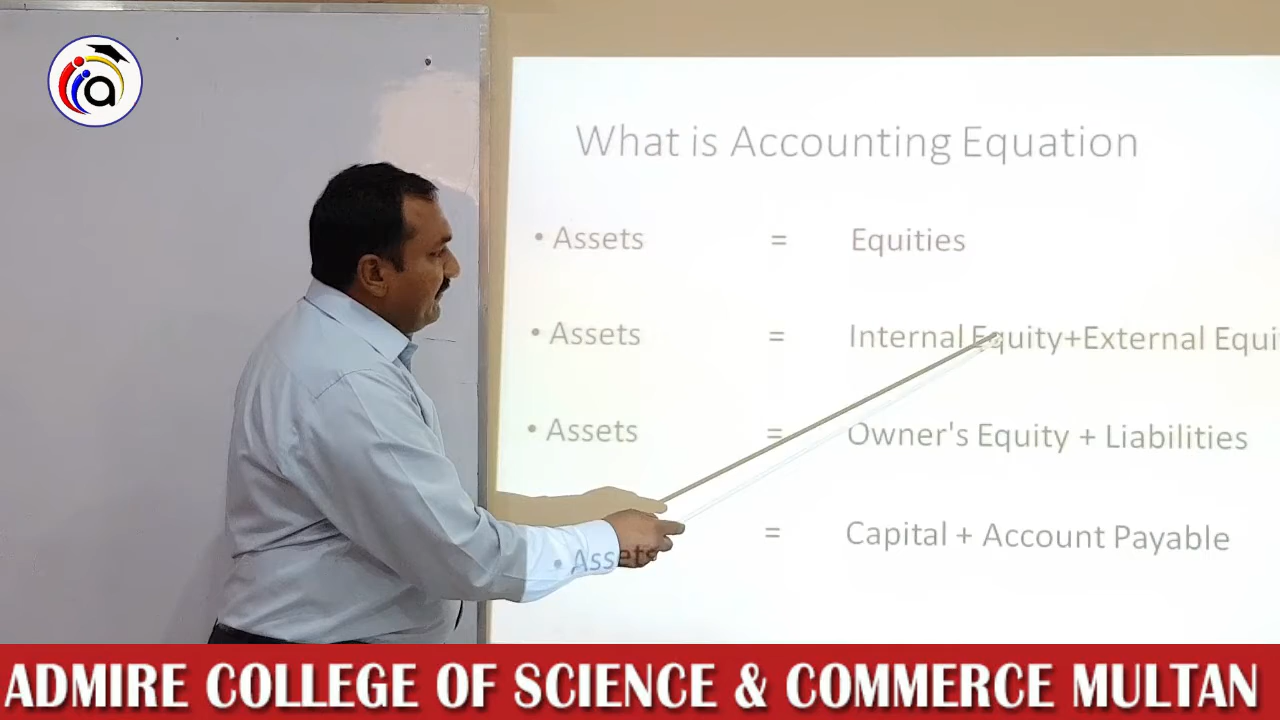 a
What is Accounting Equation
• Assets = Equities
• Assets = Internal Equity+External Equi
• Assets = Owner's Equity + Liabilities
• Assets = Capital + Account Payable
ADMIRE COLLEGE OF SCIENCE & COMMERCE MULTAN